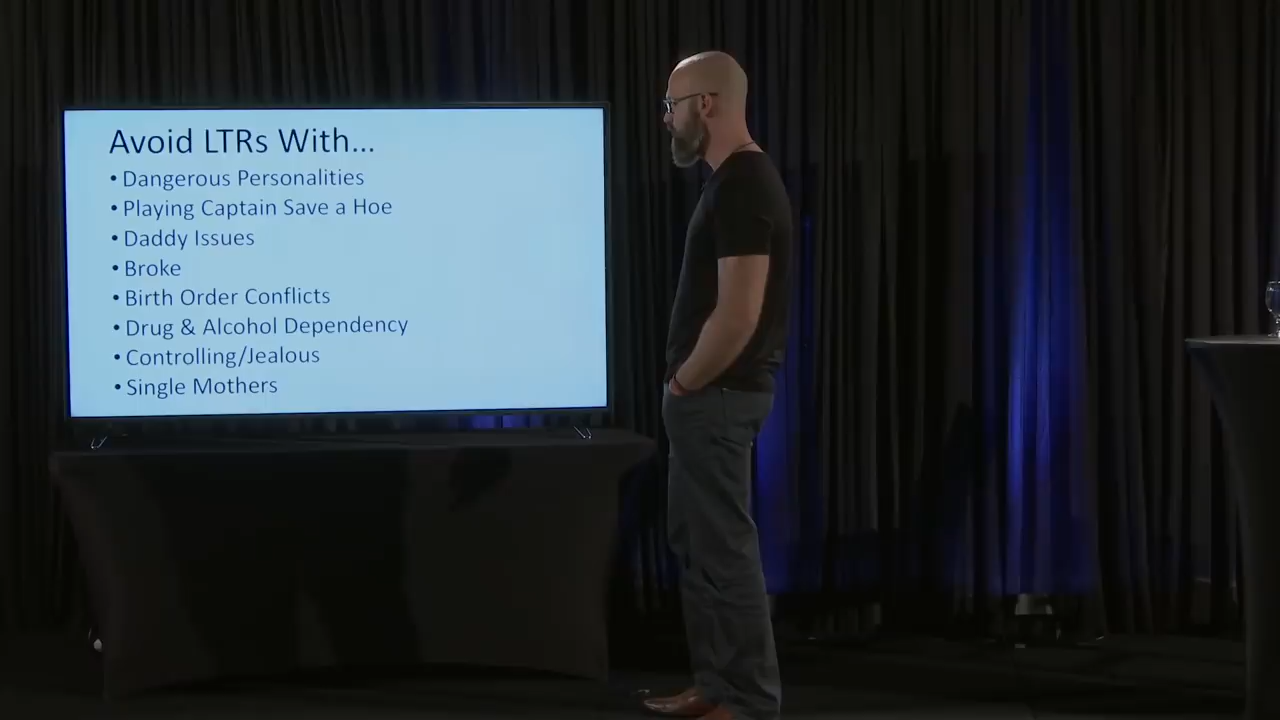 Avoid LTRs With...
• Dangerous Personalities
• Playing Captain Save a Hoe
• Daddy Issues
• Broke
• Birth Order Conflicts
• Drug & Alcohol Dependency
• Controlling/Jealous
• Single Mothers